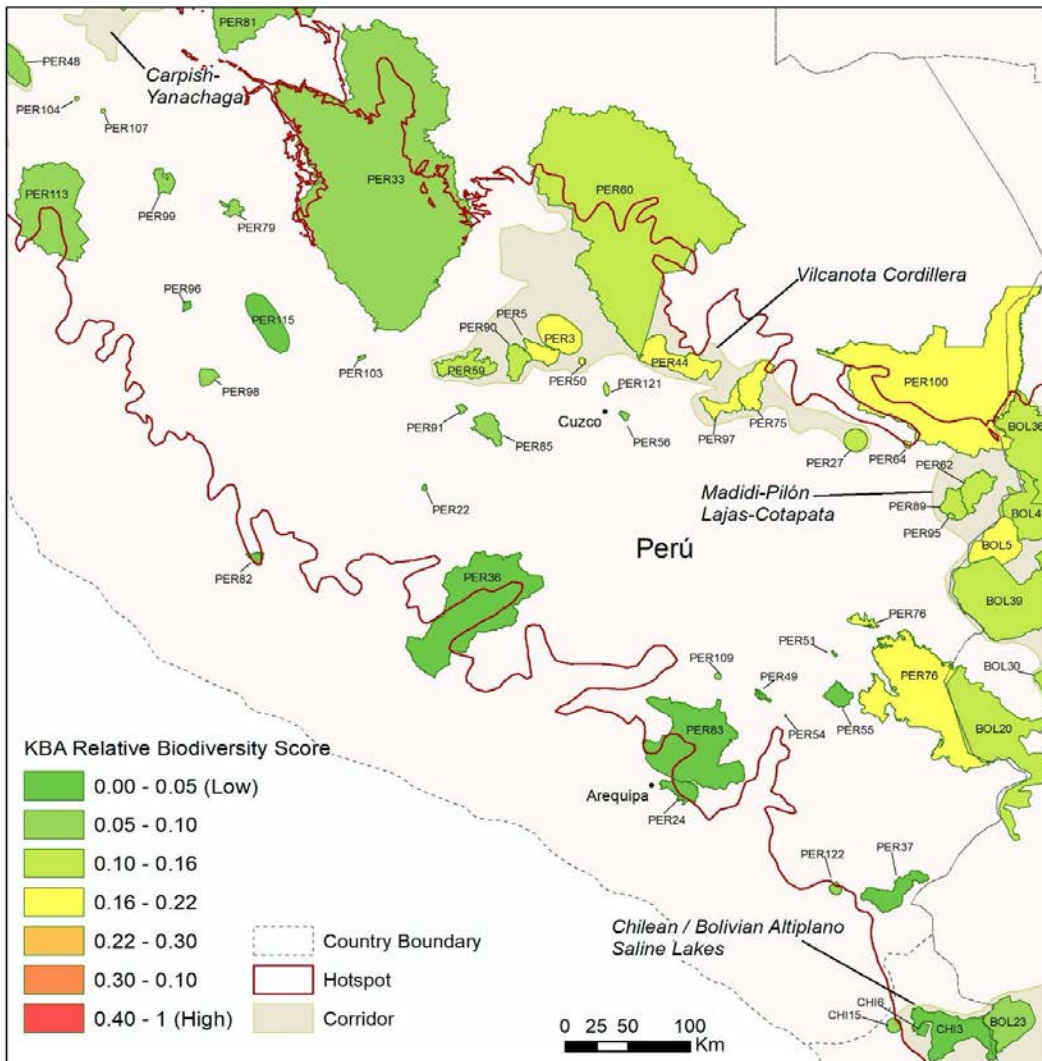 PER81
PER48
Carpish-
Yanachaga
PER104
PER107
PER33
PER60
PER113
PER99
PER79
Vilcanota Cordillera
PER96
PER115
PER5
PER90
PER3
PER103
PER59
PER50
PER44
PER98
PER121
PER100
PER91
Cuzco
PER85
PER56
PER97
PER75
BOL36
PER27
PER64
PER62
Madidi-Pilón
Lajas-Cotapata
PER89
BOL4
PER22
PER95
Perú
BOL5
PER82
PER36
BOL39
PER76
PER51
BOL30
PER109
PER49
PER76
PER83
PER54
PER55
BOL20
KBA Relative Biodiversity Score
0.00 - 0.05 (Low)
0.05 - 0.10
0.10 - 0.16
0.16 - 0.22
0.22 - 0.30
0.30 - 0.10
0.40 - 1 (High)
Arequipa
PER24
PER122
PER37
Country Boundary
Hotspot
Corridor
Chilean / Bolivian Altiplano
Saline Lakes
0 25 50 100
Km
CHI6
CHI15
CHI3
BOL23